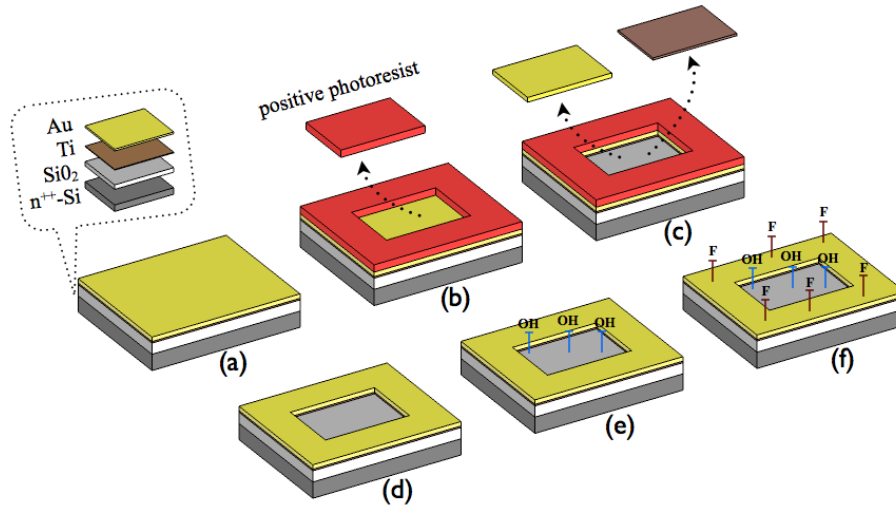 positive photoresist
Au
Ti
Si0₂
n⁺⁺-Si
(a)
(b)
(c)
F
F
F
OH
OH
OH
F
F
F
(f)
OH
OH
OH
(e)
(d)